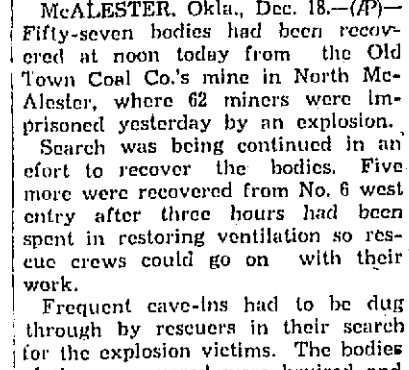 McALESTER, Okla., Dec. 18.—(AP)—
Fifty-seven bodies had been recov-
ered at noon today from the Old
Town Coal Co.'s mine in North Mc-
Alester, where 62 miners were im-
prisoned yesterday by an explosion.
Search was being continued in an
efort to recover the bodies. Five
more were recovered from No. 6 west
entry after three hours had been
spent in restoring ventilation so res-
cue crews could go on with their
work.
Frequent cave-ins had to be dug
through by rescuers in their search
for the explosion victims. The bodies